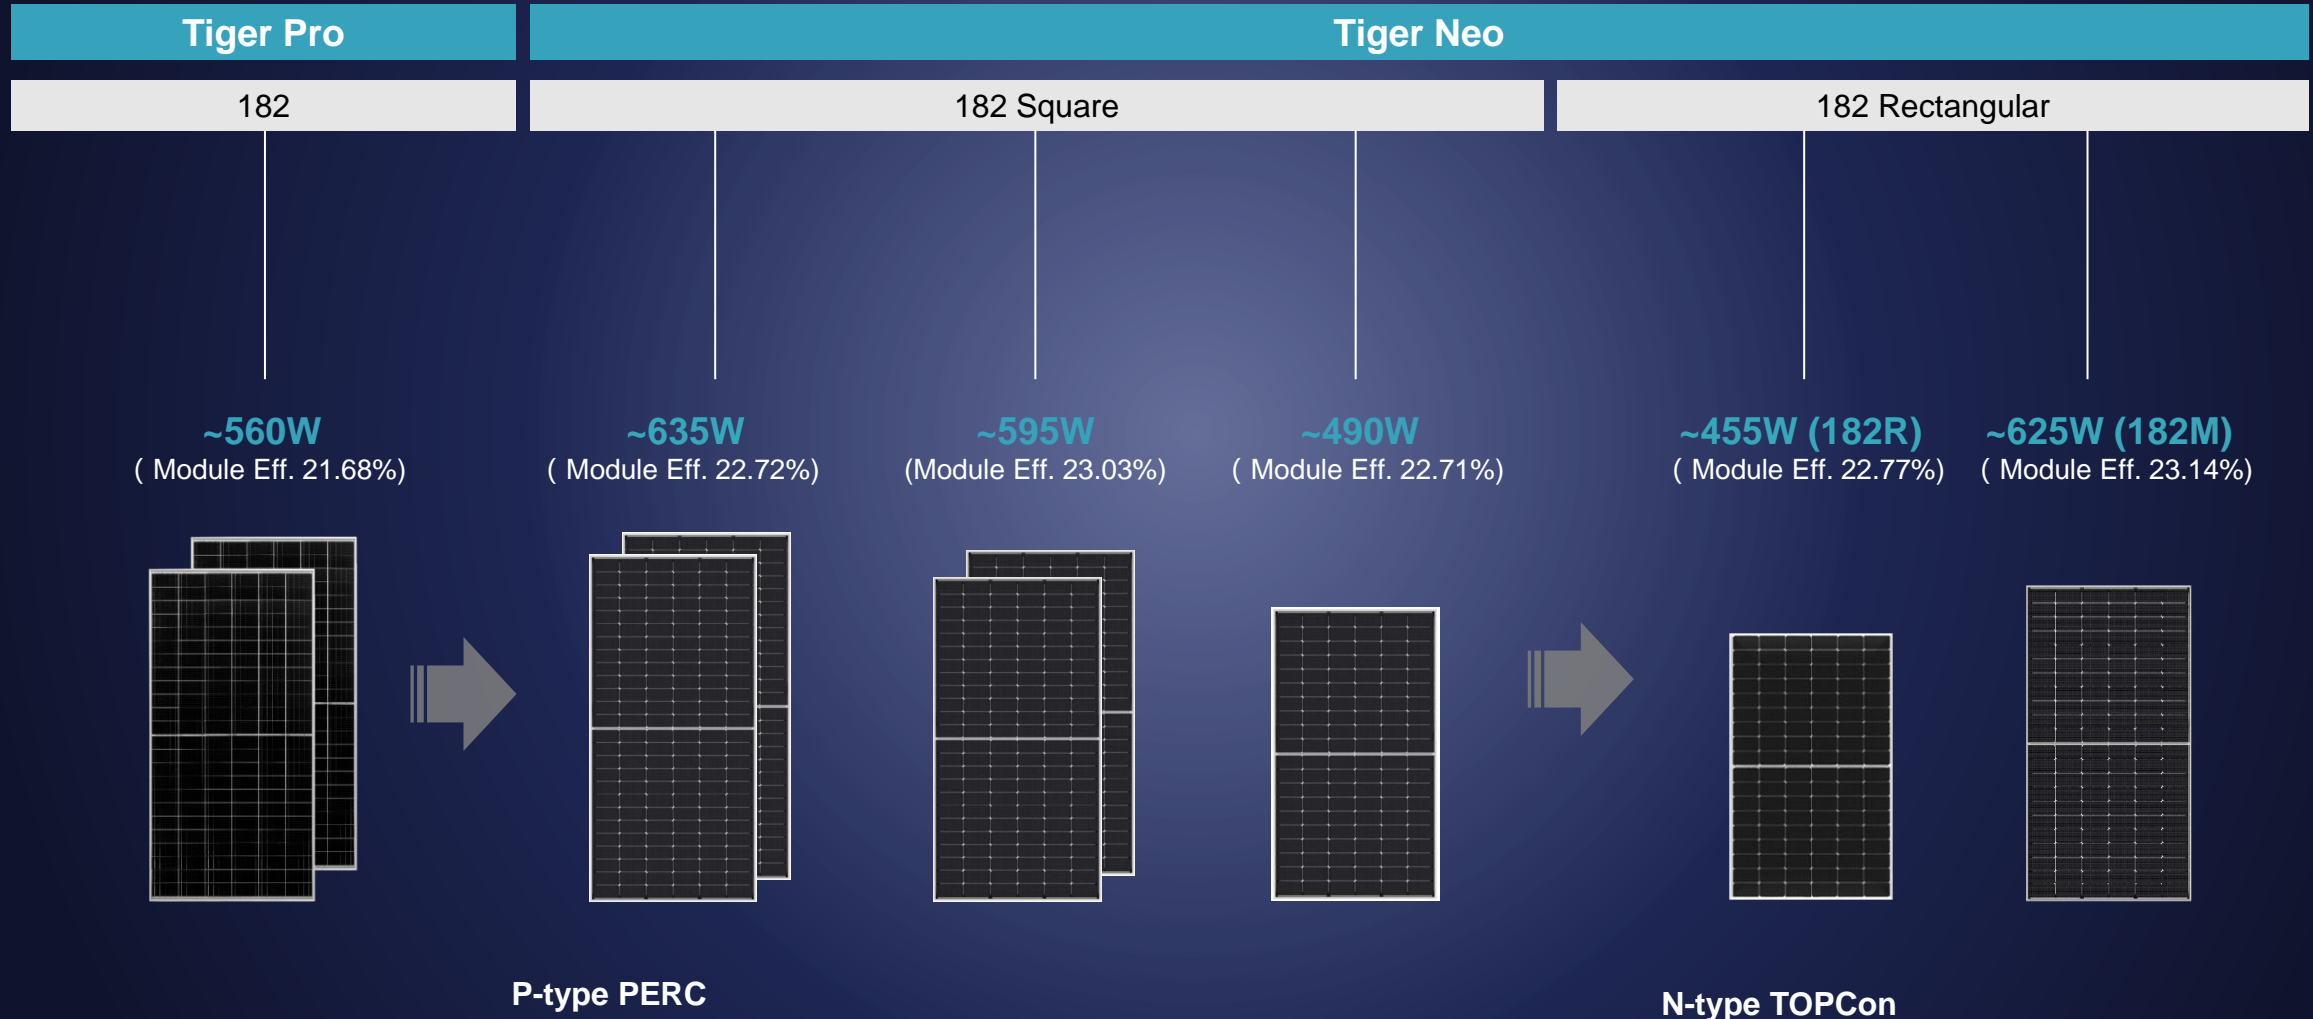 Tiger Pro
Tiger Neo
182
182 Square
182 Rectangular
~560W
( Module Eff. 21.68%)
~635W
( Module Eff. 22.72%)
~595W
(Module Eff. 23.03%)
~490W
( Module Eff. 22.71%)
~455W (182R)
( Module Eff. 22.77%)
~625W (182M)
( Module Eff. 23.14%)
P-type PERC
N-type TOPCon